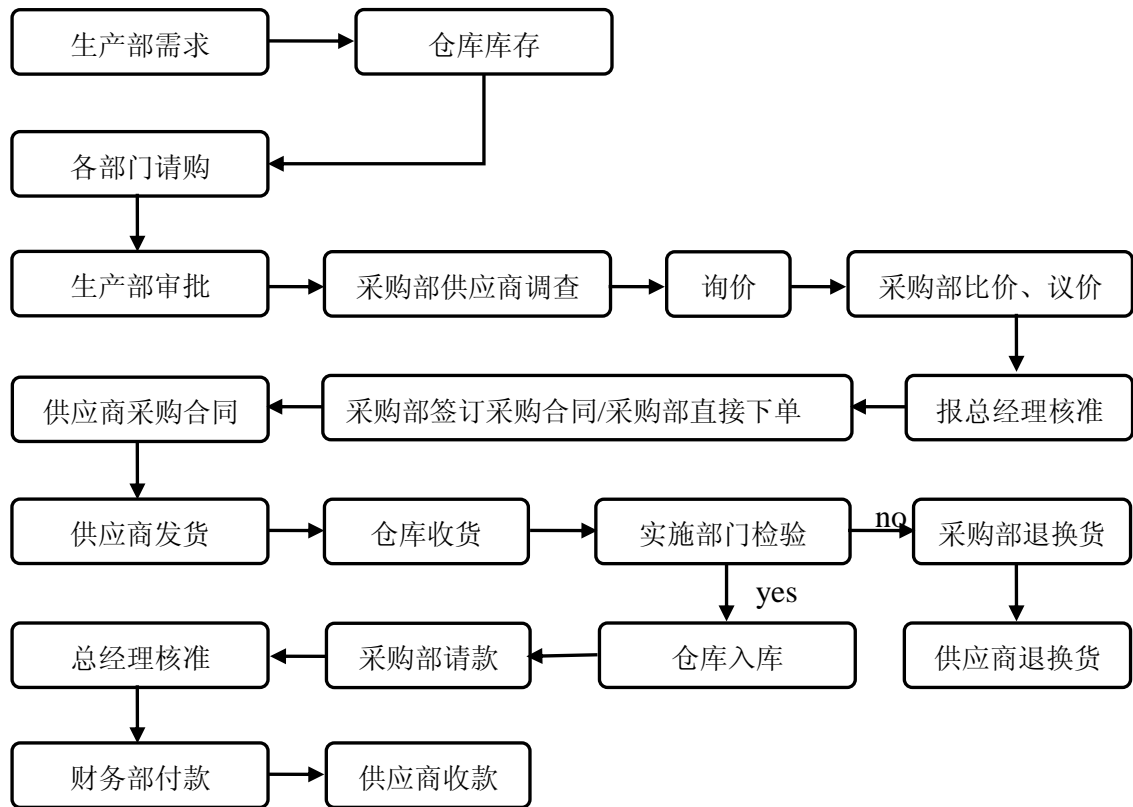 生产部需求
仓库库存
各部门请购
生产部审批
采购部供应商调查
询价
采购部比价、议价
供应商采购合同
采购部签订采购合同/采购部直接下单
报总经理核准
供应商发货
仓库收货
实施部门检验
no
采购部退换货
yes
总经理核准
采购部请款
仓库入库
供应商退换货
财务部付款
供应商收款